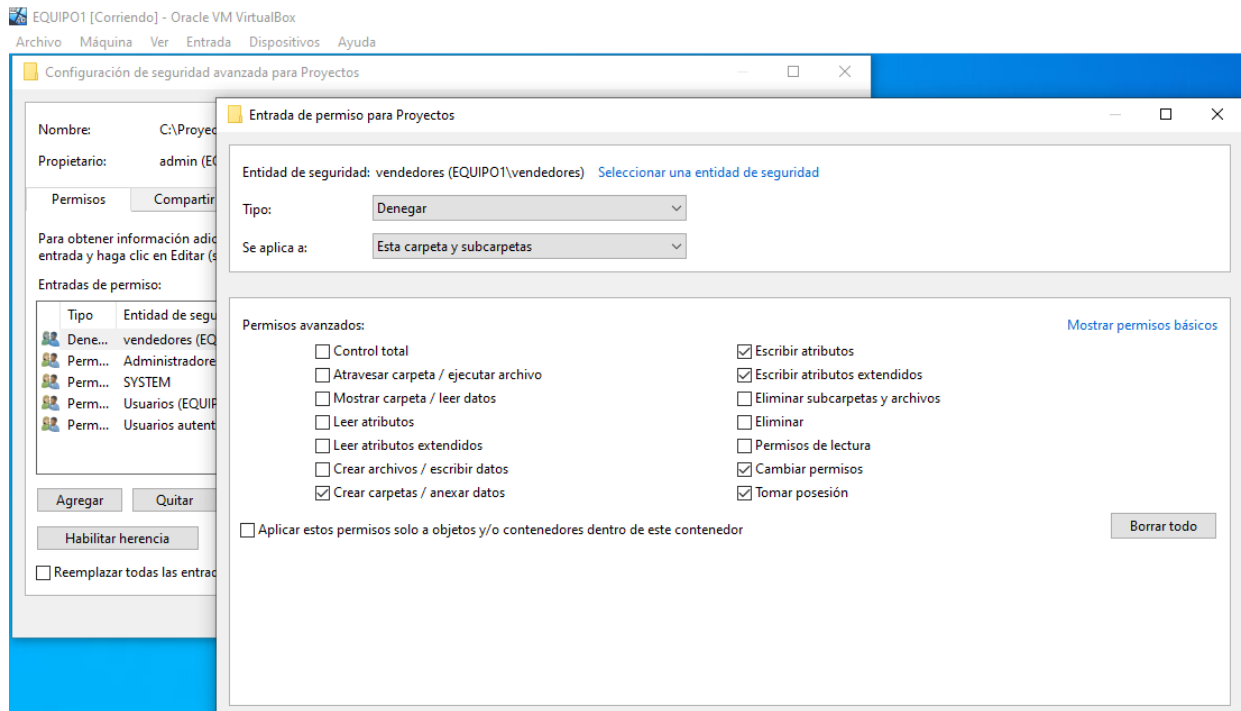 EQUIPO1 [Corriendo] - Oracle VM VirtualBox
Archivo Máquina Ver Entrada Dispositivos Ayuda
Configuración de seguridad avanzada para Proyectos
Nombre: C:\Proyec
Propietario: admin (EQ
Permisos Compartir
Para obtener información adic
entrada y haga clic en Editar (s
Entradas de permiso:
Tipo Entidad de segu
Dene... vendedores (EQ
Perm... Administradore
Perm... SYSTEM
Perm... Usuarios (EQUIP
Perm... Usuarios autent
Agregar Quitar
Habilitar herencia
Reemplazar todas las entrad
Entrada de permiso para Proyectos
Entidad de seguridad: vendedores (EQUIPO1\vendedores) Seleccionar una entidad de seguridad
Tipo: Denegar
Se aplica a: Esta carpeta y subcarpetas
Permisos avanzados: Mostrar permisos básicos
Control total
Atravesar carpeta / ejecutar archivo
Mostrar carpeta / leer datos
Leer atributos
Leer atributos extendidos
Crear archivos / escribir datos
Crear carpetas / anexar datos
Escribir atributos
Escribir atributos extendidos
Eliminar subcarpetas y archivos
Eliminar
Permisos de lectura
Cambiar permisos
Tomar posesión
Aplicar estos permisos solo a objetos y/o contenedores dentro de este contenedor
Borrar todo